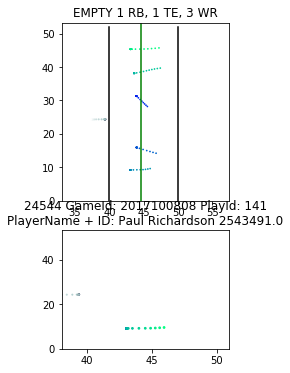 EMPTY 1 RB, 1 TE, 3 WR
50
40
30
20
10
0
35 40 45 50 55
24544 GameId: 2017100808 PlayId: 141
PlayerName + ID: Paul Richardson 2543491.0
40
20
0
40 45 50